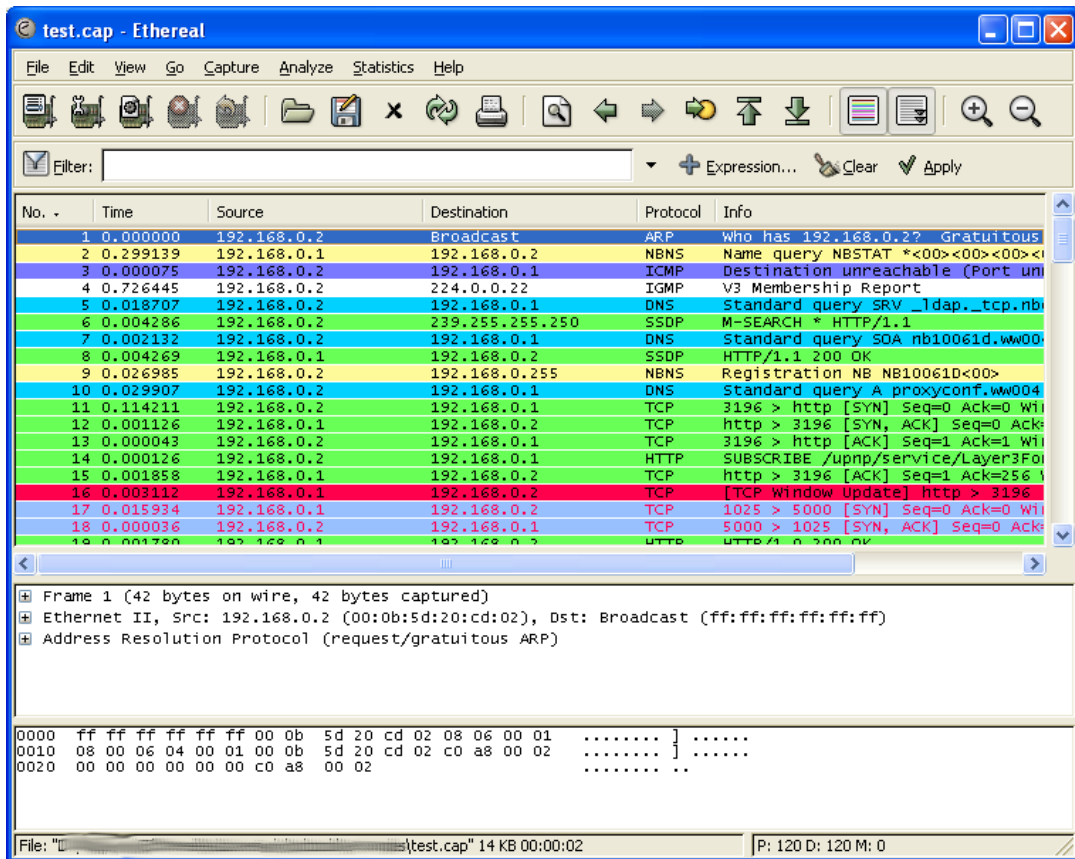 test.cap - Ethereal
File Edit View Go Capture Analyze Statistics Help
Filter: Expression... Clear Apply
No. Time Source Destination Protocol Info
1 0.000000 192.168.0.2 Broadcast ARP Who has 192.168.0.2? Gratuitous
2 0.299139 192.168.0.1 192.168.0.2 NBNS Name query NBSTAT *<00><00><00><
3 0.000075 192.168.0.2 192.168.0.1 ICMP Destination unreachable (Port
4 0.726445 192.168.0.2 224.0.0.22 IGMP V3 Membership Report
5 0.018707 192.168.0.2 192.168.0.1 DNS Standard query SRV _ldap._tcp.nb
6 0.004286 192.168.0.2 239.255.255.250 SSDP M-SEARCH * HTTP/1.1
7 0.002132 192.168.0.2 192.168.0.1 DNS Standard query SOA nb10061d.ww00
8 0.004269 192.168.0.1 192.168.0.2 SSDP HTTP/1.1 200 OK
9 0.026985 192.168.0.2 192.168.0.255 NBNS Registration NB NB10061D<00>
10 0.029907 192.168.0.2 192.168.0.1 DNS Standard query A proxyconf.ww004
11 0.114211 192.168.0.2 192.168.0.1 TCP 3196 > http [SYN] Seq=0 Ack=0
12 0.001126 192.168.0.1 192.168.0.2 TCP http > 3196 [SYN, ACK] Seq=0
13 0.000043 192.168.0.2 192.168.0.1 TCP 3196 > http [ACK] Seq=1 Ack=1
14 0.000126 192.168.0.2 192.168.0.1 HTTP SUBSCRIBE /upnp/service/Layer3Fo
15 0.001858 192.168.0.1 192.168.0.2 TCP http > 3196 [ACK] Seq=1 Ack=256
16 0.003112 192.168.0.1 192.168.0.2 TCP [TCP Window Update] http > 3196
17 0.015934 192.168.0.1 192.168.0.2 TCP 1025 > 5000 [SYN] Seq=0 Ack=0
18 0.000036 192.168.0.2 192.168.0.1 TCP 5000 > 1025 [SYN, ACK] Seq=0
19 0.001780 192.168.0.1 192.168.0.2 HTTP HTTP/1.0 200 OK
Frame 1 (42 bytes on wire, 42 bytes captured)
Ethernet II, Src: 192.168.0.2 (00:0b:5d:20:cd:02), Dst: Broadcast (ff:ff:ff:ff:ff:ff)
Address Resolution Protocol (request/gratuitous ARP)
0000 ff ff ff ff ff ff 00 0b 5d 20 cd 02 08 06 00 01 ........ ] ......
0010 08 00 06 04 00 01 00 0b 5d 20 cd 02 c0 a8 00 02 ........ ] ......
0020 00 00 00 00 00 00 c0 a8 00 02 ........ ..
File: \test.cap" 14 KB 00:00:02 P: 120 D: 120 M: 0